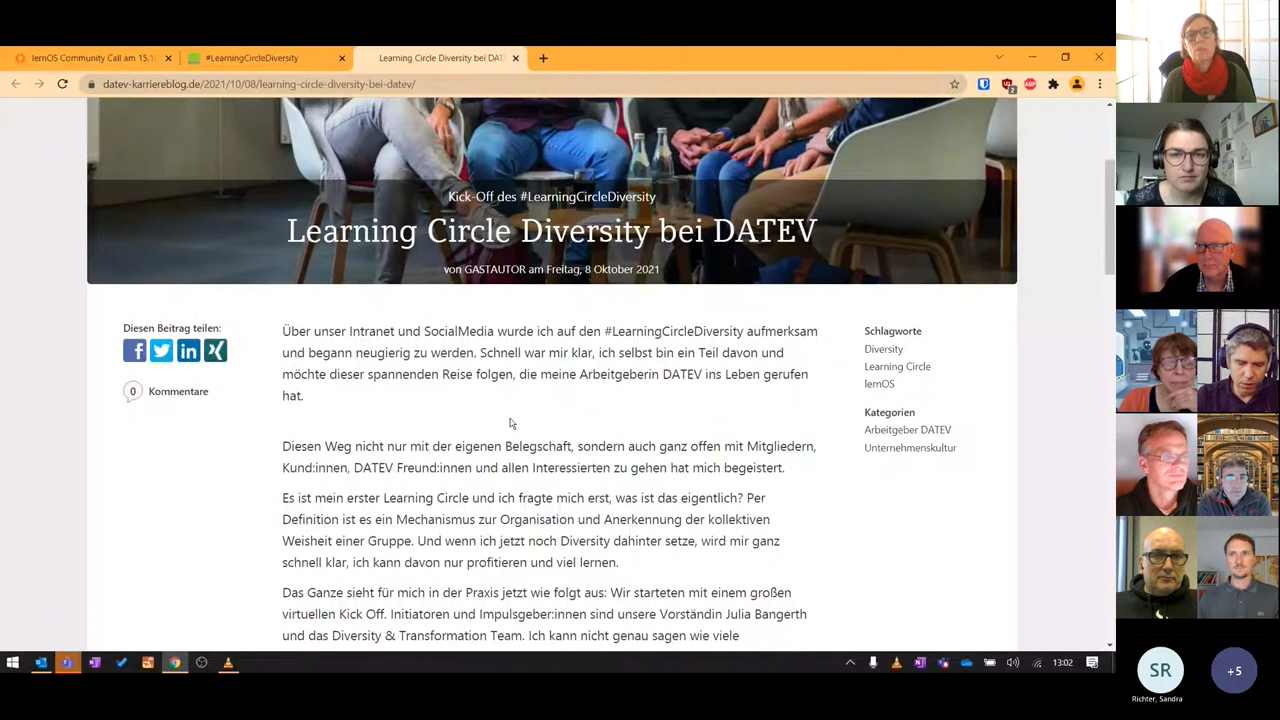 lernOS Community Call am 15.1
#LearningCircleDiversity
Learning Circle Diversity bei DAT
datev-karriereblog.de/2021/10/08/learning-circle-diversity-bei-datev/
2
ABP
Kick-Off des #LearningCircleDiversity
Learning Circle Diversity bei DATEV
von GASTAUTOR am Freitag, 8 Oktober 2021
Diesen Beitrag teilen:
0 Kommentare
Über unser Intranet und SocialMedia wurde ich auf den #LearningCircleDiversity aufmerksam
und begann neugierig zu werden. Schnell war mir klar, ich selbst bin ein Teil davon und
möchte dieser spannenden Reise folgen, die meine Arbeitgeberin DATEV ins Leben gerufen
hat.
Diesen Weg nicht nur mit der eigenen Belegschaft, sondern auch ganz offen mit Mitgliedern,
Kund:innen, DATEV Freund:innen und allen Interessierten zu gehen hat mich begeistert.
Es ist mein erster Learning Circle und ich fragte mich erst, was ist das eigentlich? Per
Definition ist es ein Mechanismus zur Organisation und Anerkennung der kollektiven
Weisheit einer Gruppe. Und wenn ich jetzt noch Diversity dahinter setze, wird mir ganz
schnell klar, ich kann davon nur profitieren und viel lernen.
Das Ganze sieht für mich in der Praxis jetzt wie folgt aus: Wir starteten mit einem großen
virtuellen Kick Off. Initiatoren und Impulsgeber:innen sind unsere Vorständin Julia Bangerth
und das Diversity & Transformation Team. Ich kann nicht genau sagen wie viele
Schlagworte
Diversity
Learning Circle
lernOS
Kategorien
Arbeitgeber DATEV
Unternehmenskultur
13:02
SR
Richter, Sandra
+5